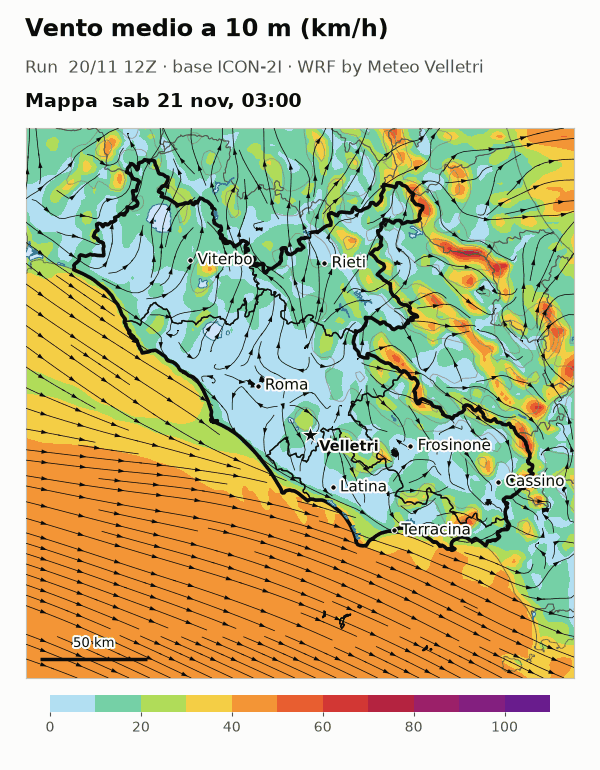 Vento medio a 10 m (km/h)
Run  20/11 12Z · base ICON-2I · WRF by Meteo Velletri
Mappa  sab 21 nov, 03:00
Viterbo
Rieti
Roma
Velletri
Frosinone
Cassino
Latina
Terracina
50 km
0 20 40 60 80 100